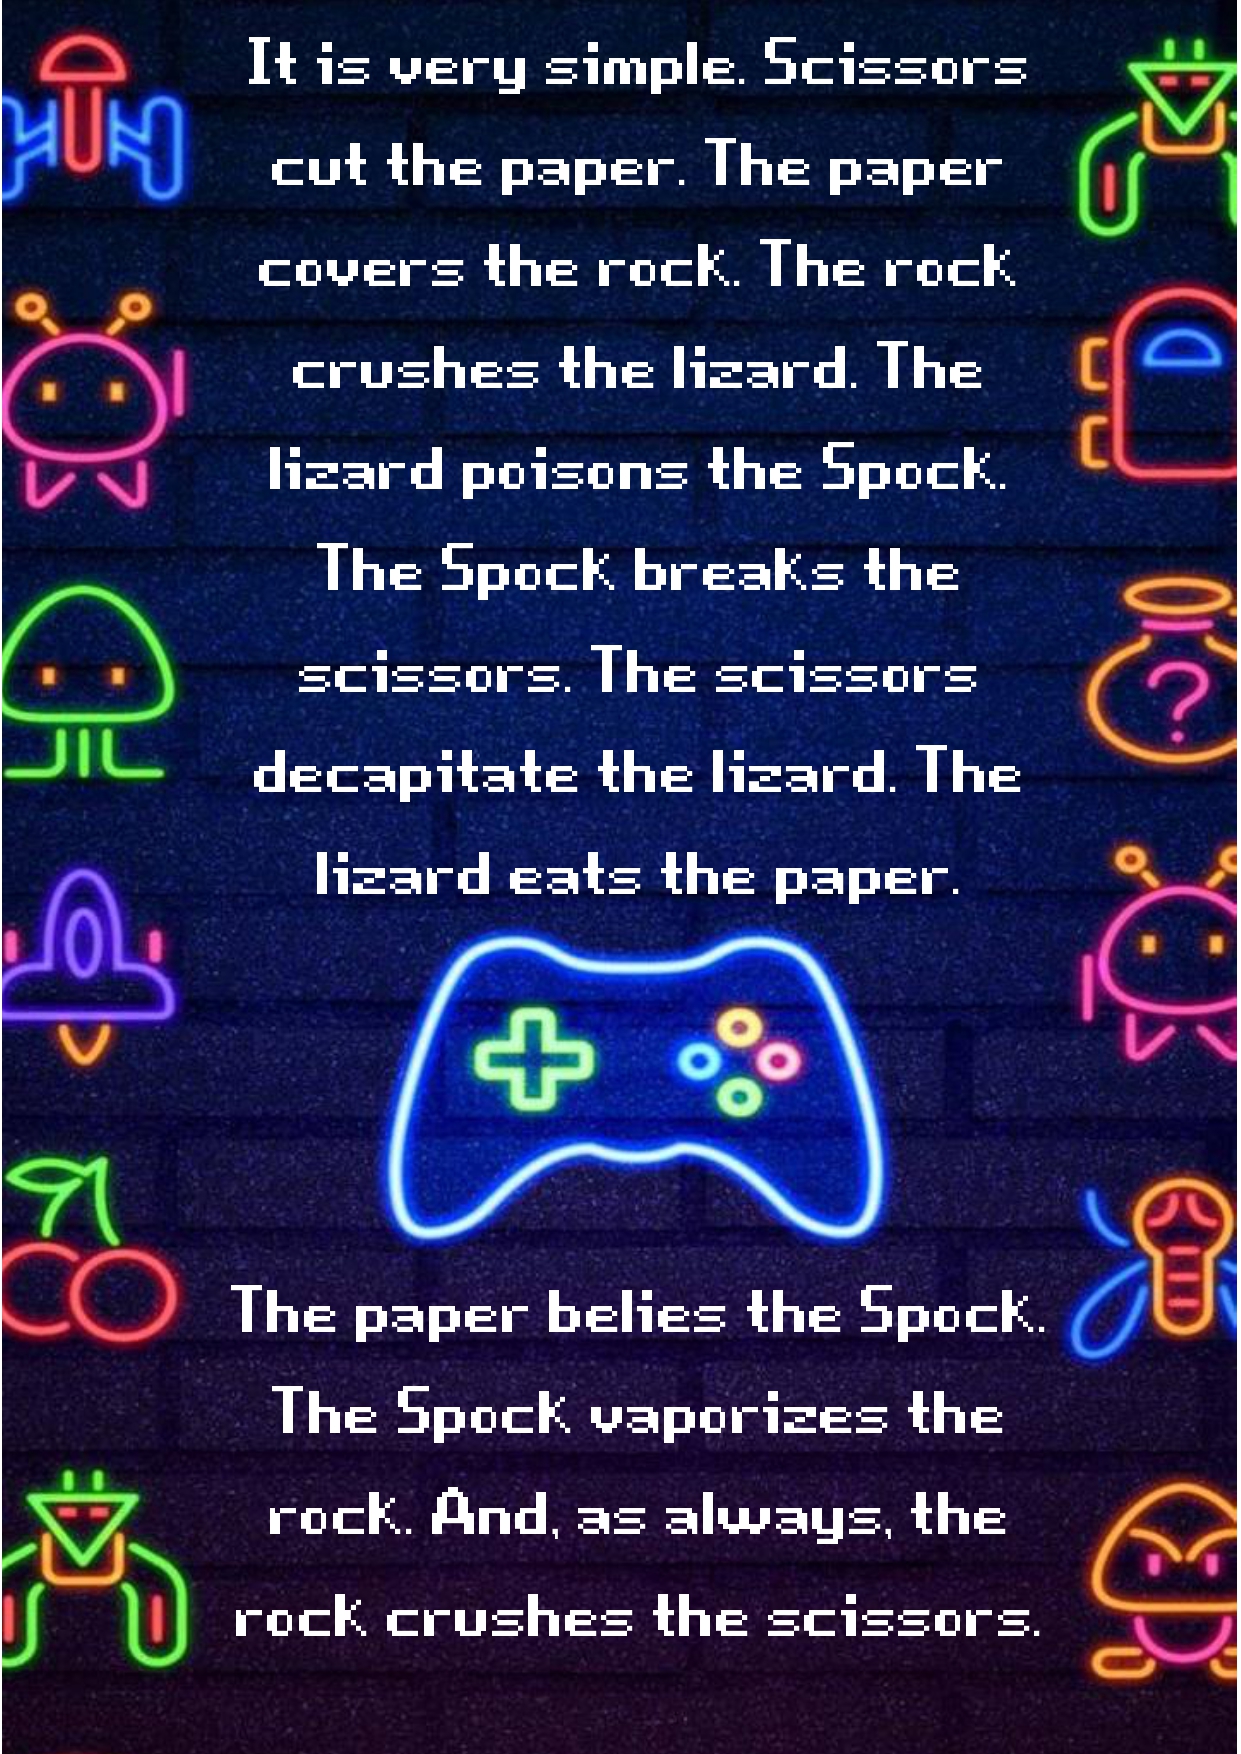 It is very simple. Scissors
cut the paper. The paper
covers the rock. The rock
crushes the lizard. The
lizard poisons the Spock.
The Spock breaks the
scissors. The scissors
decapitate the lizard. The
lizard eats the paper.
?
The paper belies the Spock.
The Spock vaporizes the
rock. And, as always, the
rock crushes the scissors.